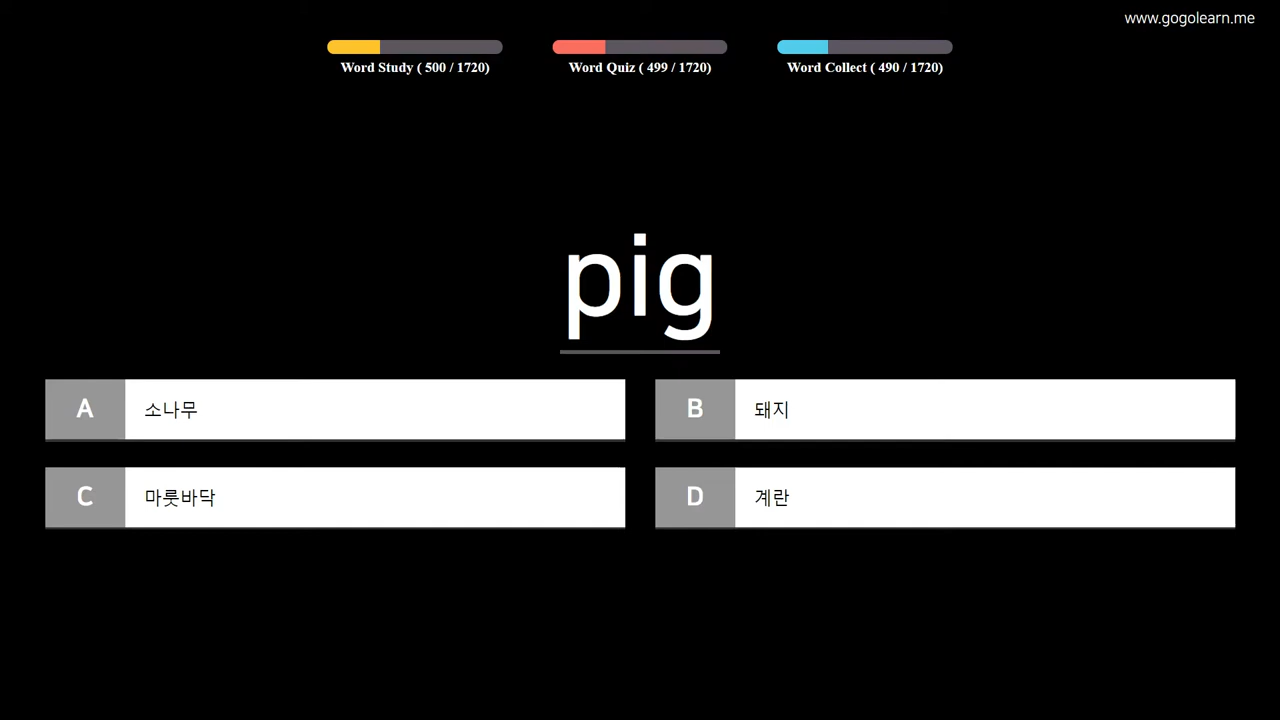 www.gogolearn.me
Word Study ( 500 / 1720)
Word Quiz ( 499 / 1720)
Word Collect ( 490 / 1720)
pig
A 소나무
B 돼지
C 마룻바닥
D 계란